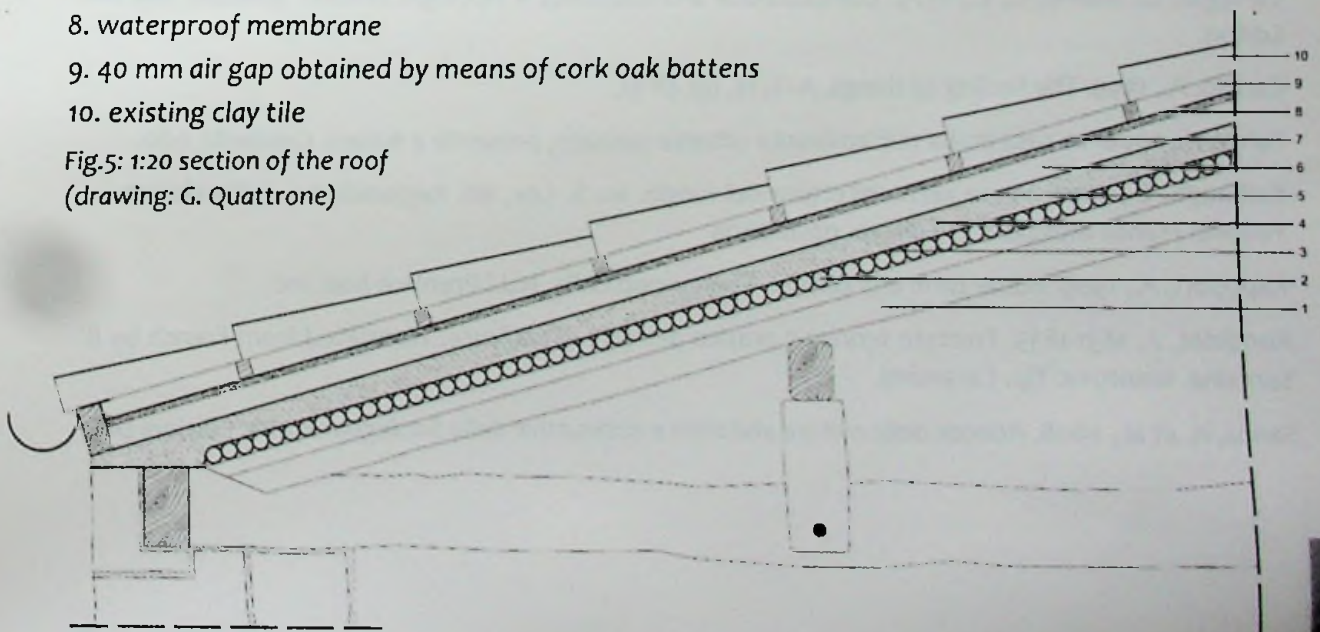 8. waterproof membrane
9. 40 mm air gap obtained by means of cork oak battens
10. existing clay tile
Fig.5: 1:20 section of the roof
(drawing: G. Quattrone)
10
9
8
7
6
5
4
3
2
1